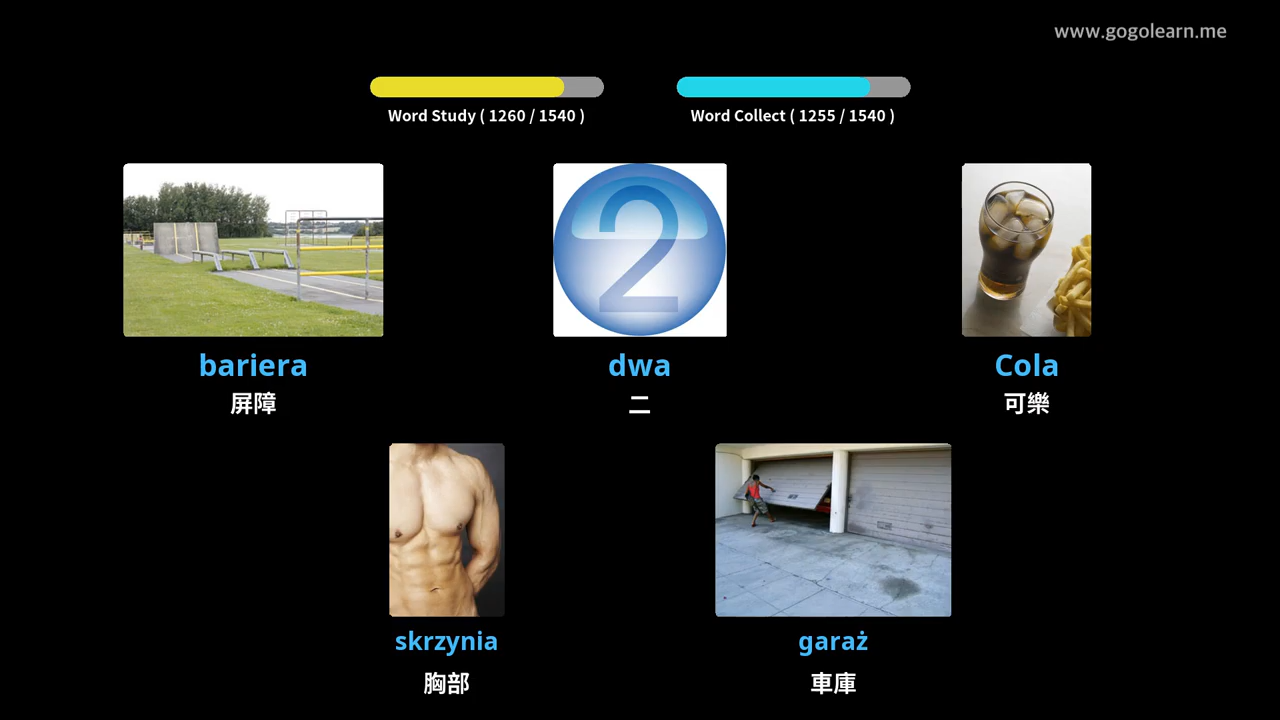 www.gogolearn.me
Word Study ( 1260 / 1540 )
Word Collect ( 1255 / 1540 )
2
bariera
屏障
dwa
二
Cola
可樂
skrzynia
胸部
garaż
車庫